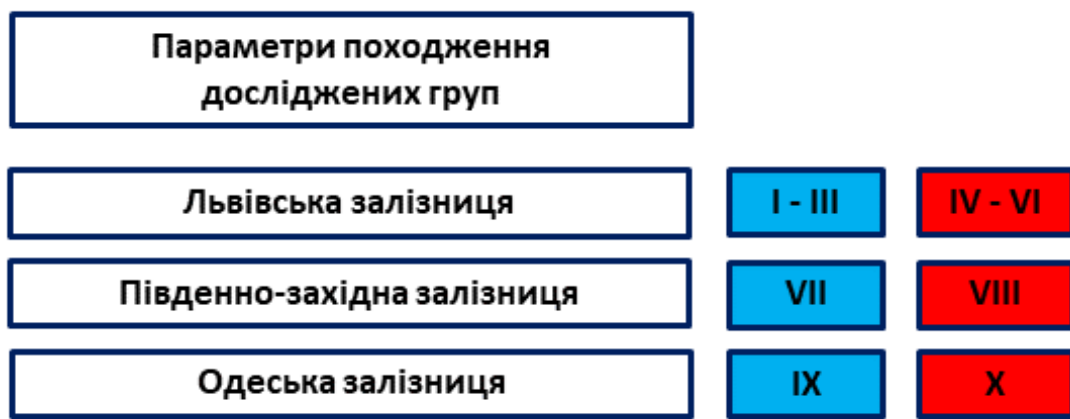 Параметри походження
досліджених груп
Львівська залізниця I - III IV - VI
Південно-західна залізниця VII VIII
Одеська залізниця IX X